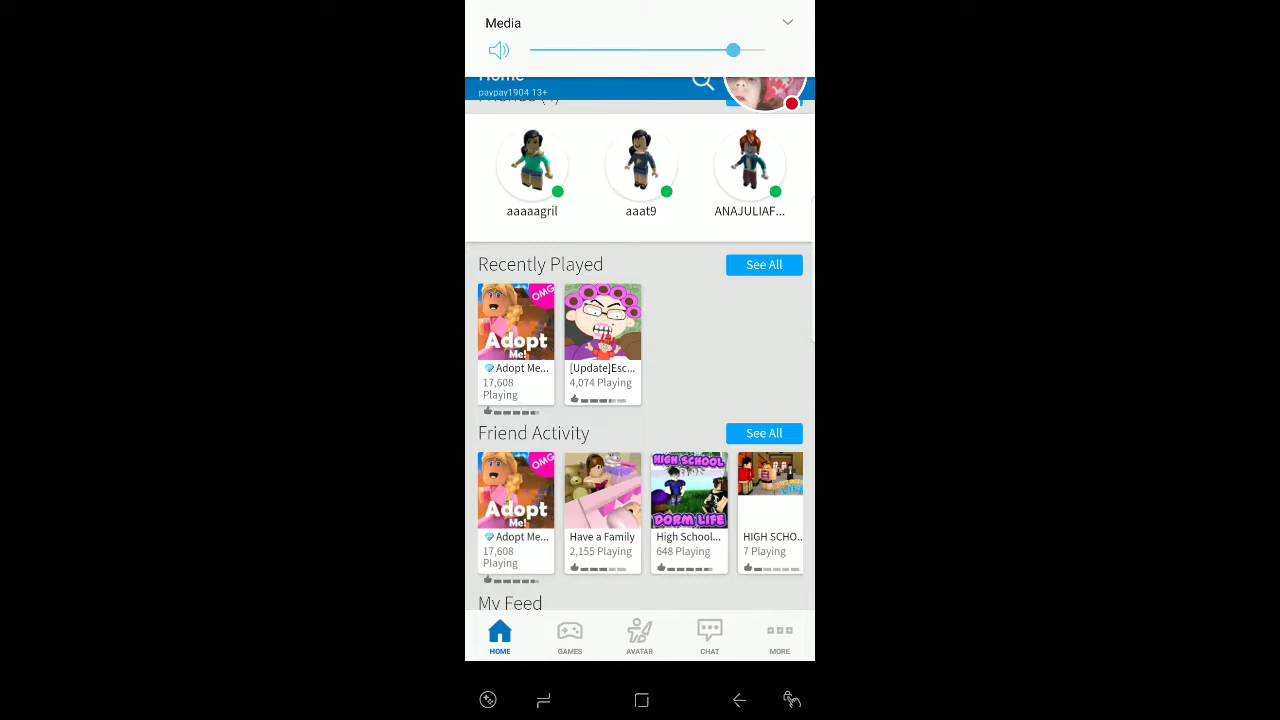 Media
Home
paypay1904 13+
aaaaagril
aaat9
ANAJULIAF...
Recently Played
See All
OMG
Adopt
Me!
Adopt Me...
17,608
Playing
[Update]Esc...
4,074 Playing
Friend Activity
See All
OMG
Adopt
Me!
Adopt Me...
17,608
Playing
Have a Family
2,155 Playing
HIGH SCHOOL
DORM LIFE
High School...
648 Playing
HIGH SCHO...
7 Playing
My Feed
HOME
GAMES
AVATAR
CHAT
MORE